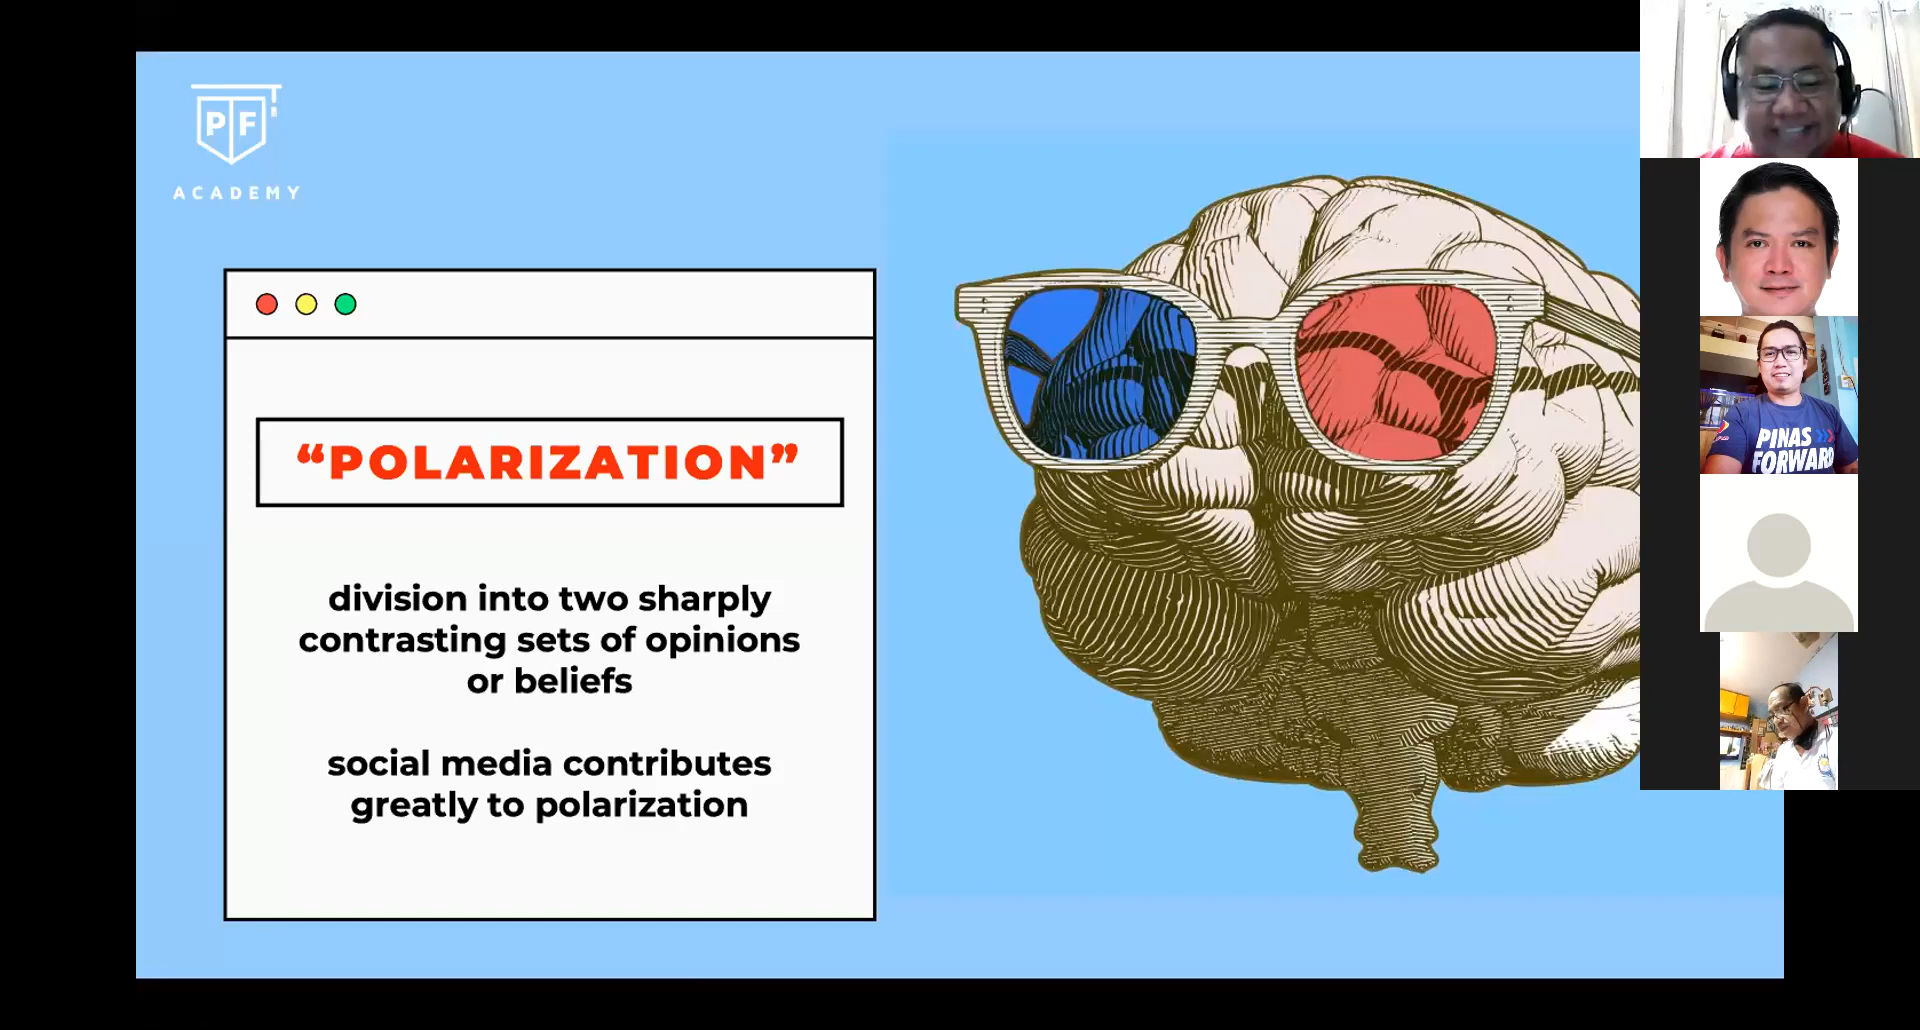 PF
ACADEMY
“POLARIZATION”
division into two sharply
contrasting sets of opinions
or beliefs
social media contributes
greatly to polarization
PINAS
FORWARD